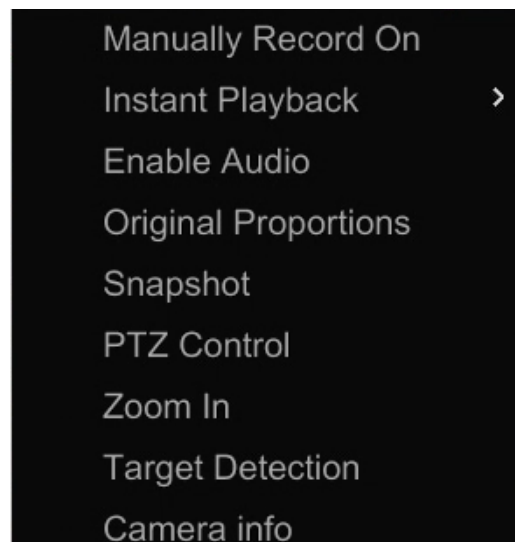 Manually Record On
Instant Playback
Enable Audio
Original Proportions
Snapshot
PTZ Control
Zoom In
Target Detection
Camera info